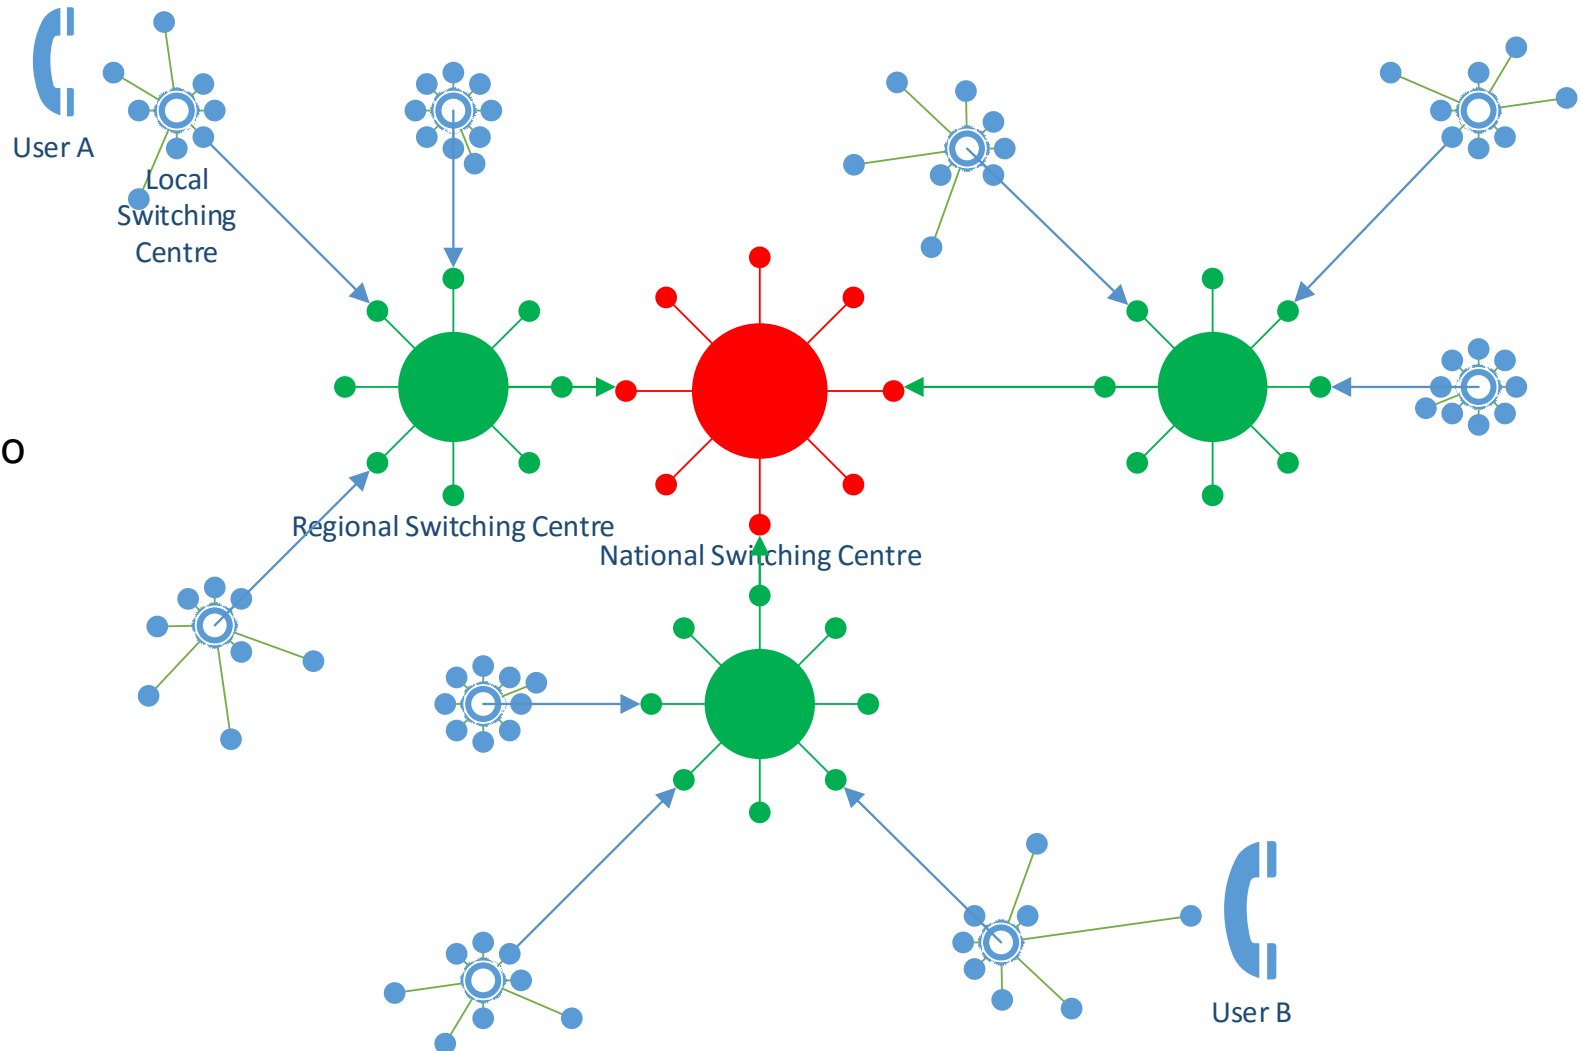 User A
Local
Switching
Centre
o
Regional Switching Centre
National Switching Centre
User B